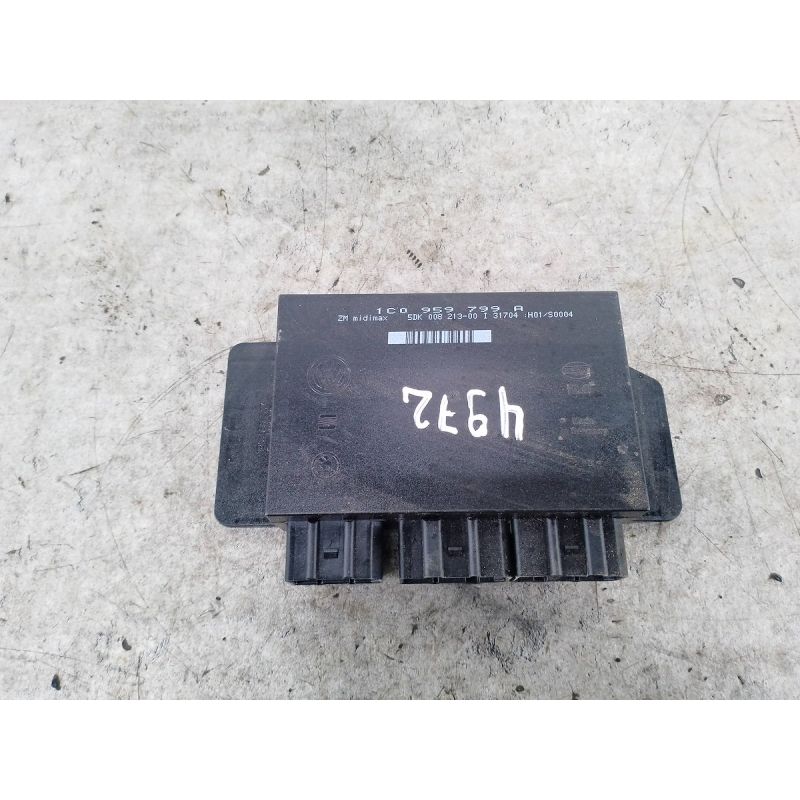 1C0 959 799 A
ZM midimax 5DK 008 213-00 I 31704 :H01/S0004
4972